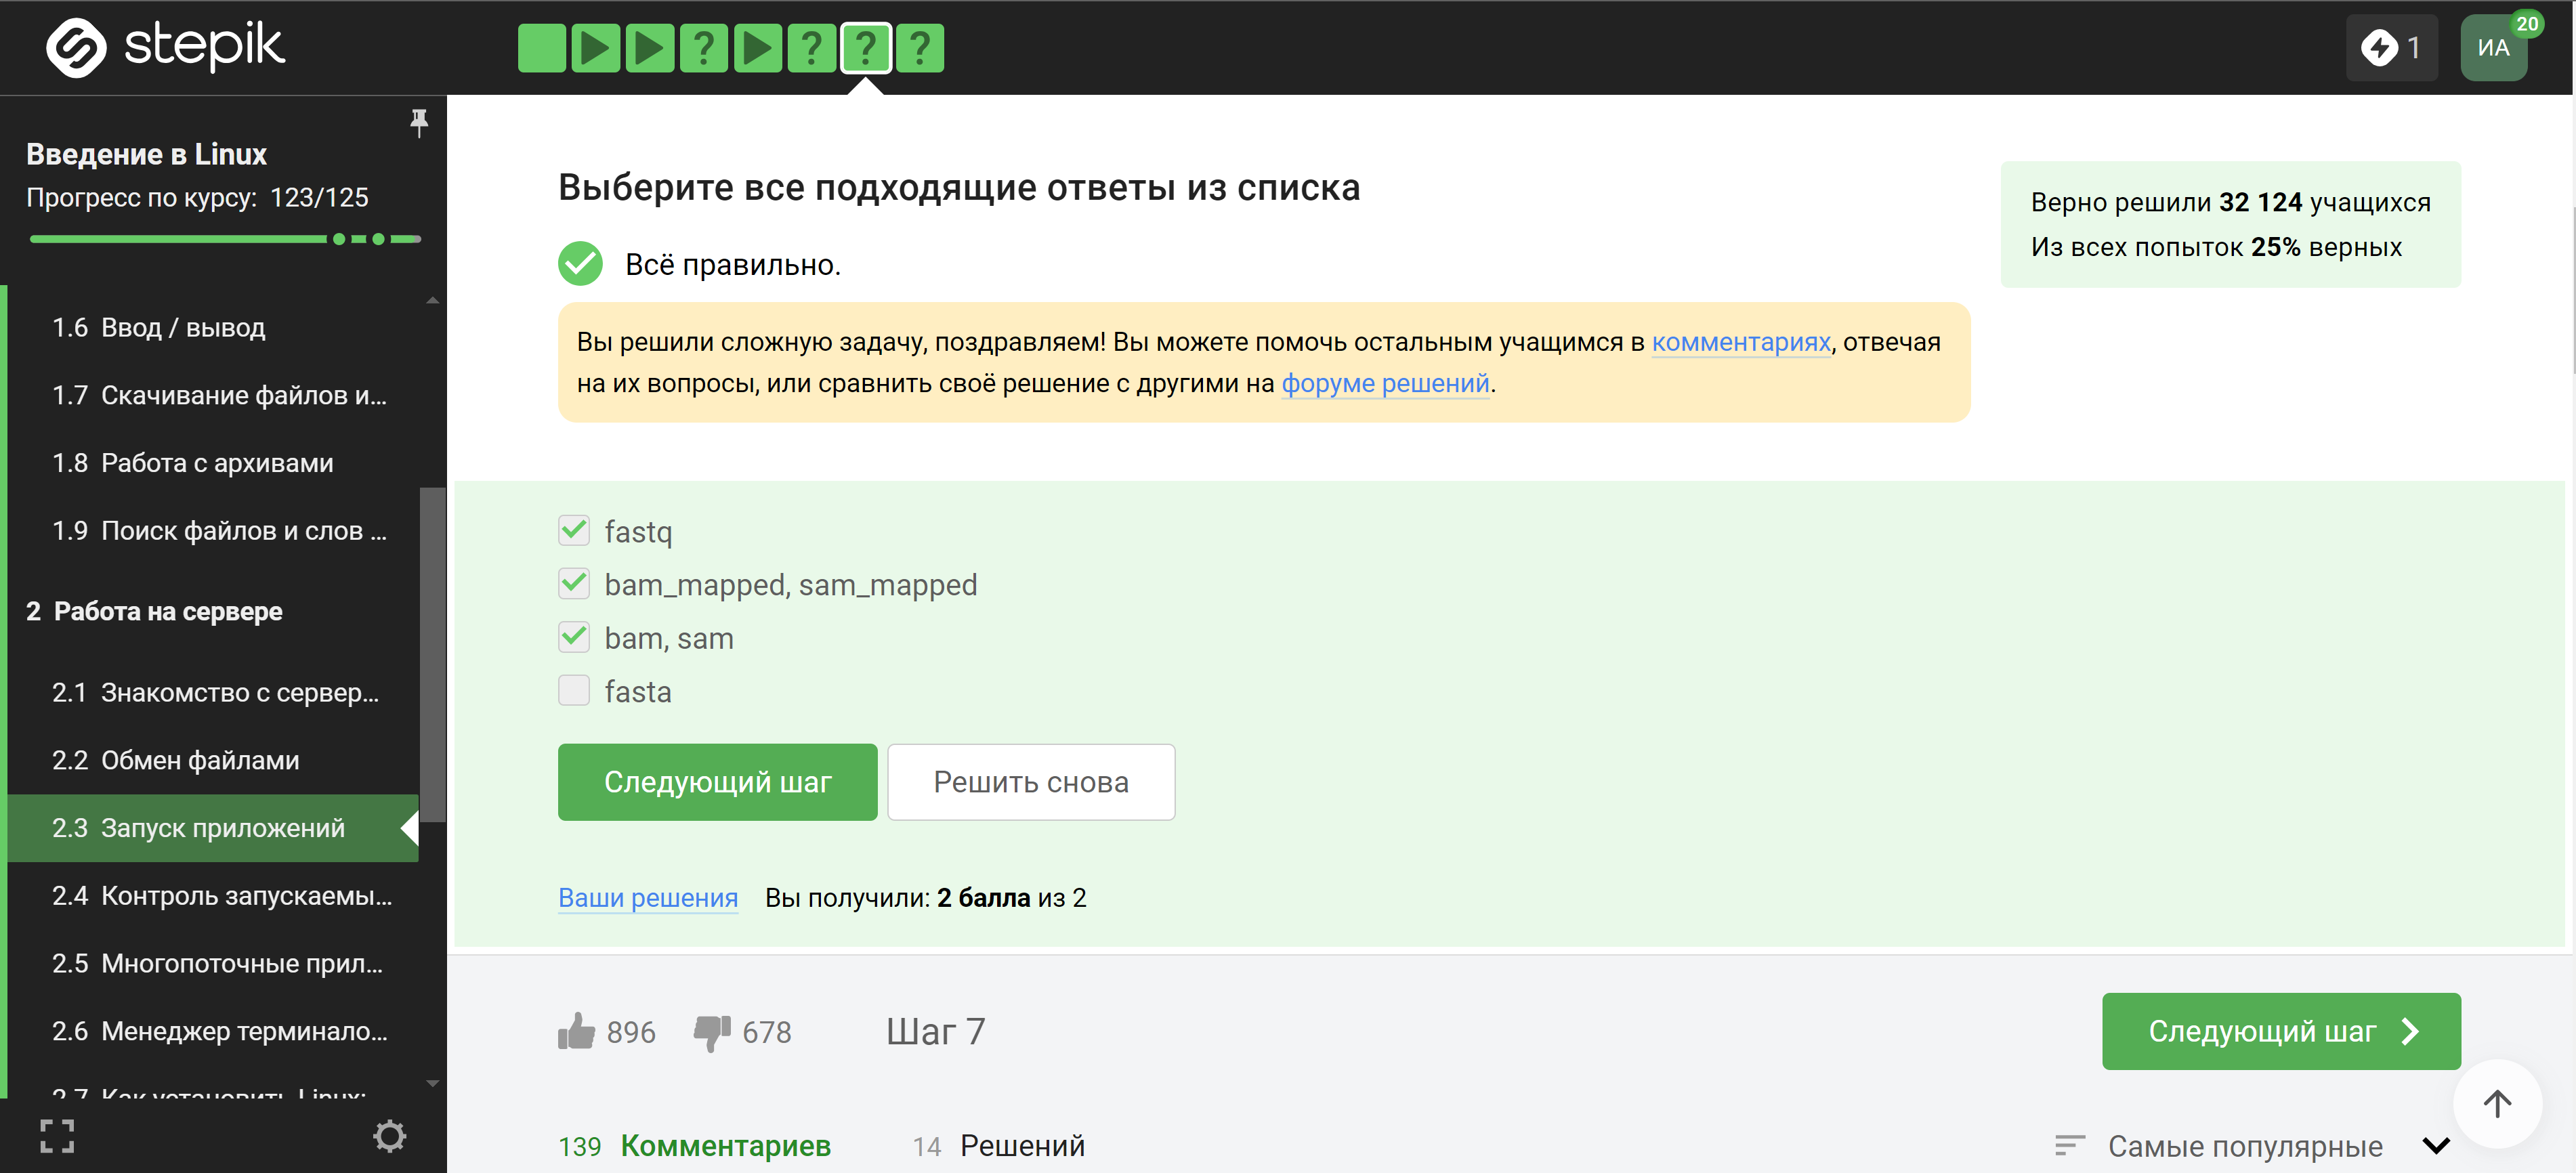 stepik
1
ИА
20
Введение в Linux
Прогресс по курсу: 123/125
1.6 Ввод / вывод
1.7 Скачивание файлов и...
1.8 Работа с архивами
1.9 Поиск файлов и слов ...
2 Работа на сервере
2.1 Знакомство с сервер...
2.2 Обмен файлами
2.3 Запуск приложений
2.4 Контроль запускаемы...
2.5 Многопоточные прил...
2.6 Менеджер терминало...
2.7 Как установить Linux:
Выберите все подходящие ответы из списка
Всё правильно.
Верно решили 32 124 учащихся
Из всех попыток 25% верных
Вы решили сложную задачу, поздравляем! Вы можете помочь остальным учащимся в комментариях, отвечая
на их вопросы, или сравнить своё решение с другими на форуме решений.
fastq
bam_mapped, sam_mapped
bam, sam
fasta
Следующий шаг
Решить снова
Ваши решения Вы получили: 2 балла из 2
896 678 Шаг 7
Следующий шаг
139 Комментариев 14 Решений
Самые популярные